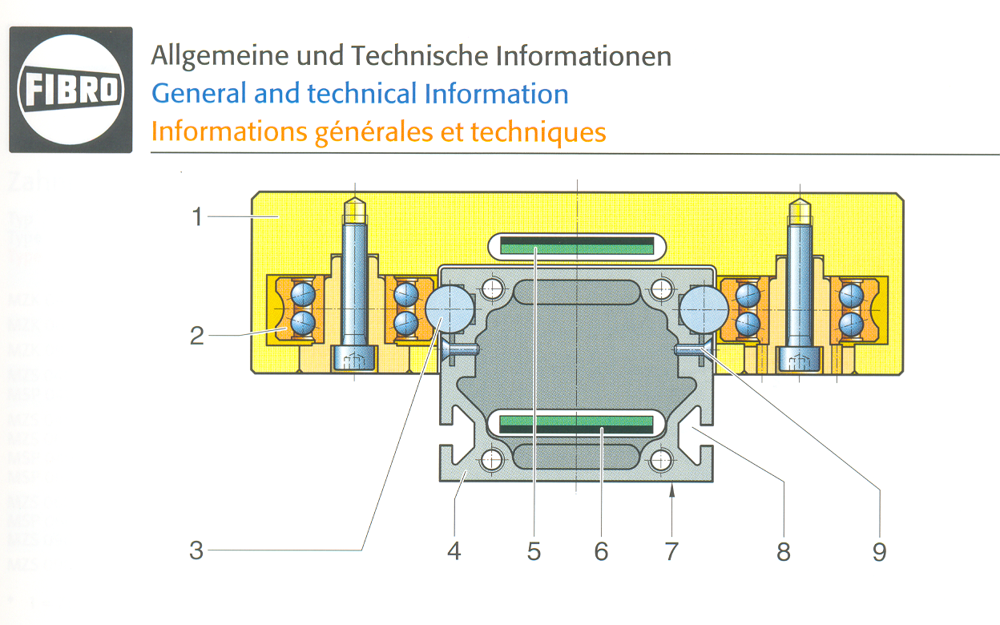 FIBRO
Allgemeine und Technische Informationen
General and technical Information
Informations générales et techniques
1
2
3 4 5 6 7 8 9